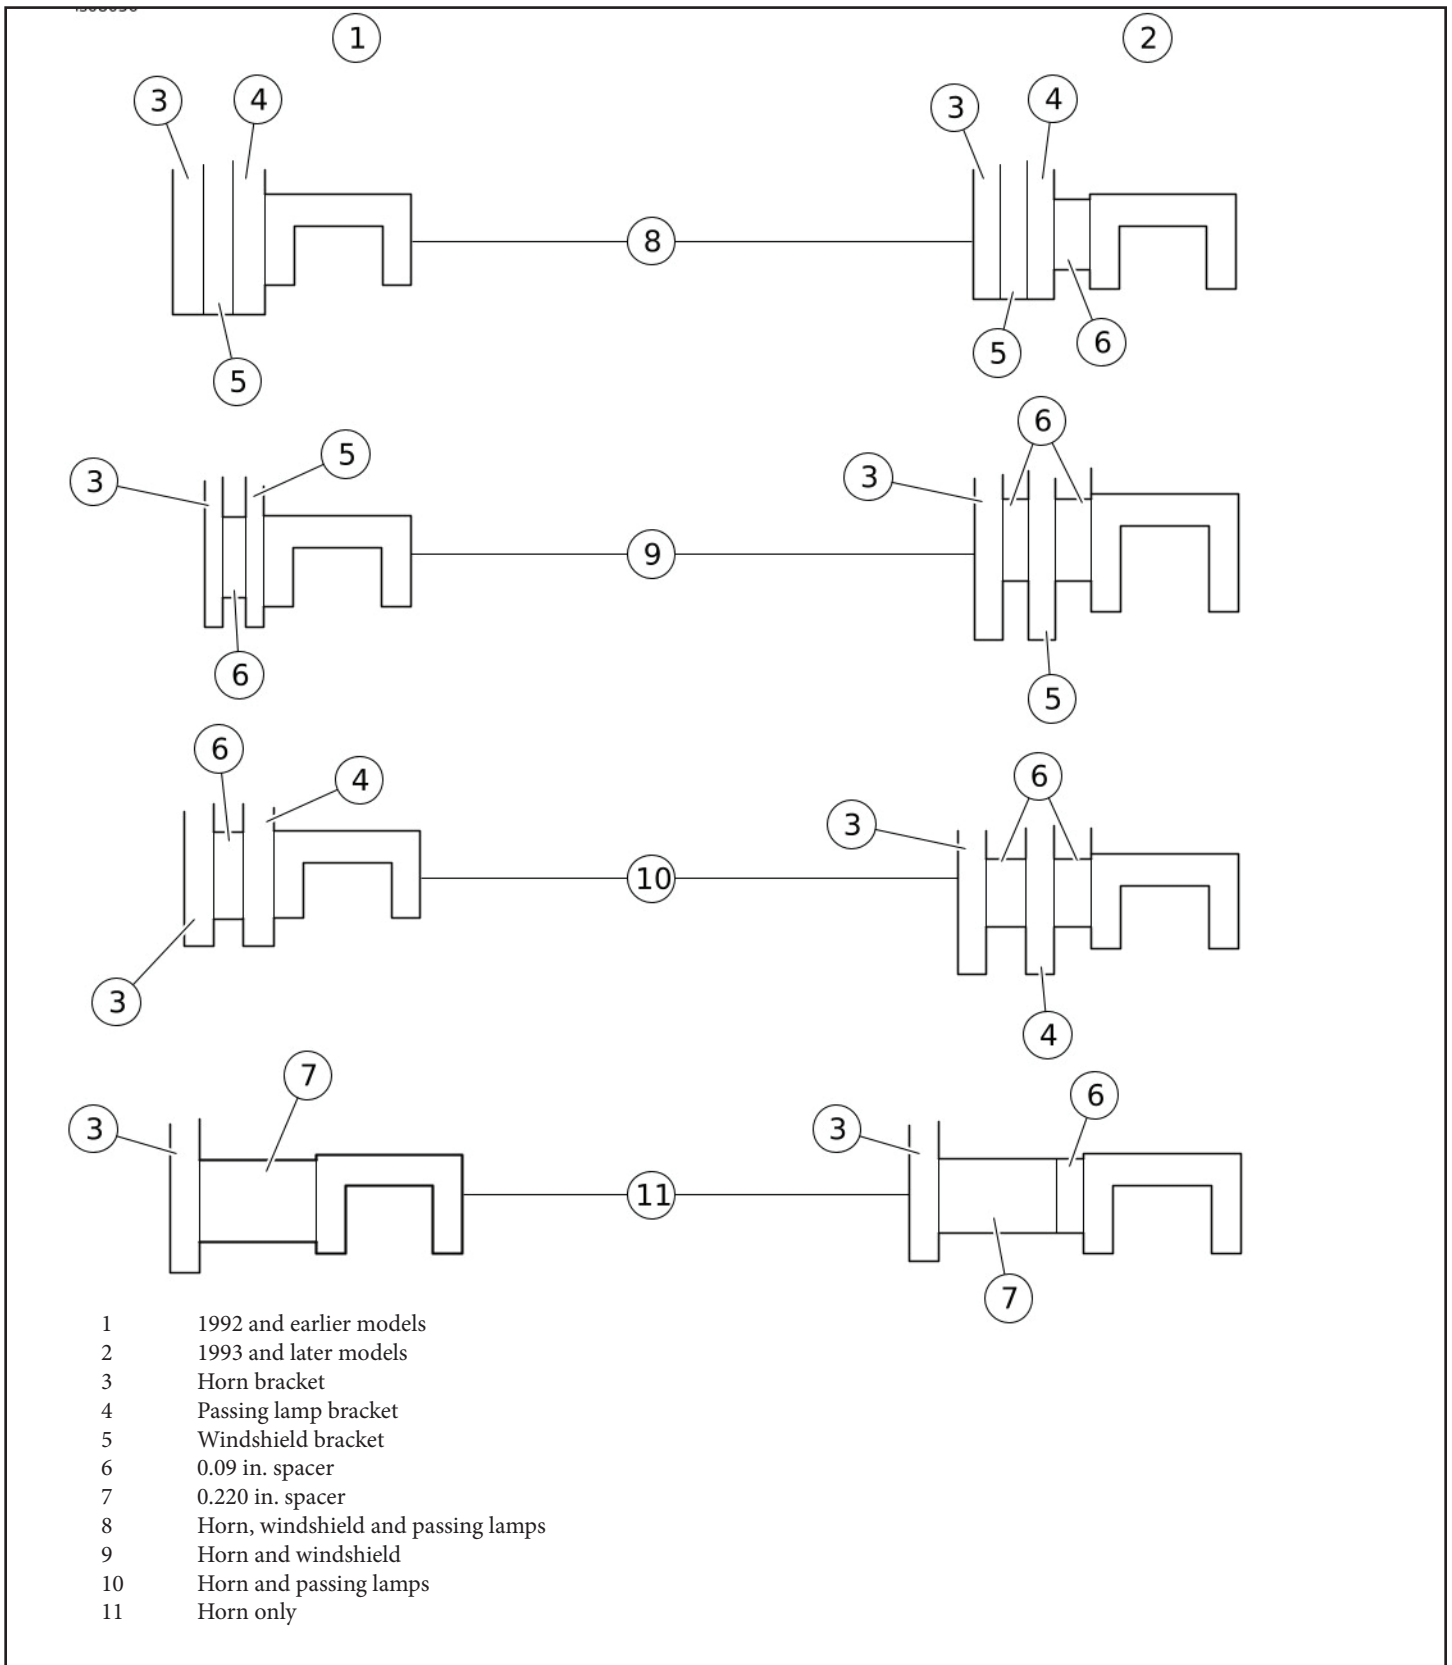 1 2
3 4 3 4
8
5 5 6
6
3 5 3
9
6 5
6 6
4 3
10
3 4
7 6
3 3
11
7
1 1992 and earlier models
2 1993 and later models
3 Horn bracket
4 Passing lamp bracket
5 Windshield bracket
6 0.09 in. spacer
7 0.220 in. spacer
8 Horn, windshield and passing lamps
9 Horn and windshield
10 Horn and passing lamps
11 Horn only